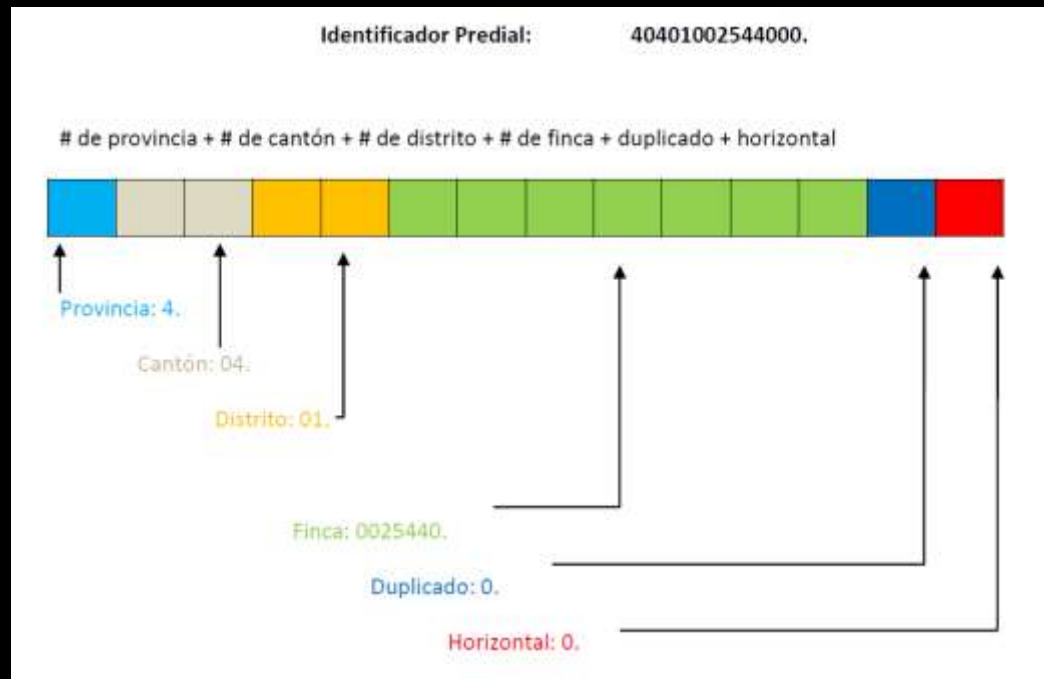 Identificador Predial: 40401002544000.
# de provincia + # de cantón + # de distrito + # de finca + duplicado + horizontal
Provincia: 4.
Cantón: 04.
Distrito: 01.
Finca: 0025440.
Duplicado: 0.
Horizontal: 0.